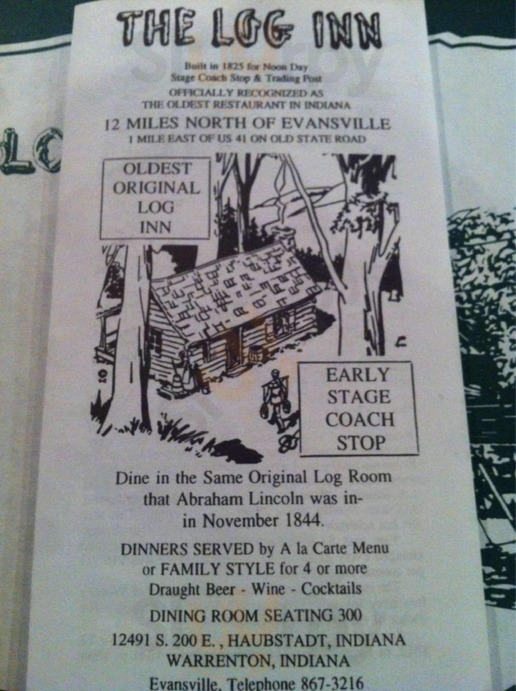 THE LOG INN
Built in 1825 for Noon Day
Stage Coach Stop & Trading Post
OFFICIALLY RECOGNIZED AS
THE OLDEST RESTAURANT IN INDIANA
12 MILES NORTH OF EVANSVILLE
1 MILE EAST OF US 41 ON OLD STATE ROAD
LO
OLDEST
ORIGINAL
LOG
INN
EARLY
STAGE
COACH
STOP
Dine in the Same Original Log Room
that Abraham Lincoln was in-
in November 1844.
DINNERS SERVED by A la Carte Menu
or FAMILY STYLE for 4 or more
Draught Beer - Wine - Cocktails
DINING ROOM SEATING 300
12491 S. 200 E. , HAUBSTADT, INDIANA
WARRENTON, INDIANA
Evansville, Telephone 867-3216